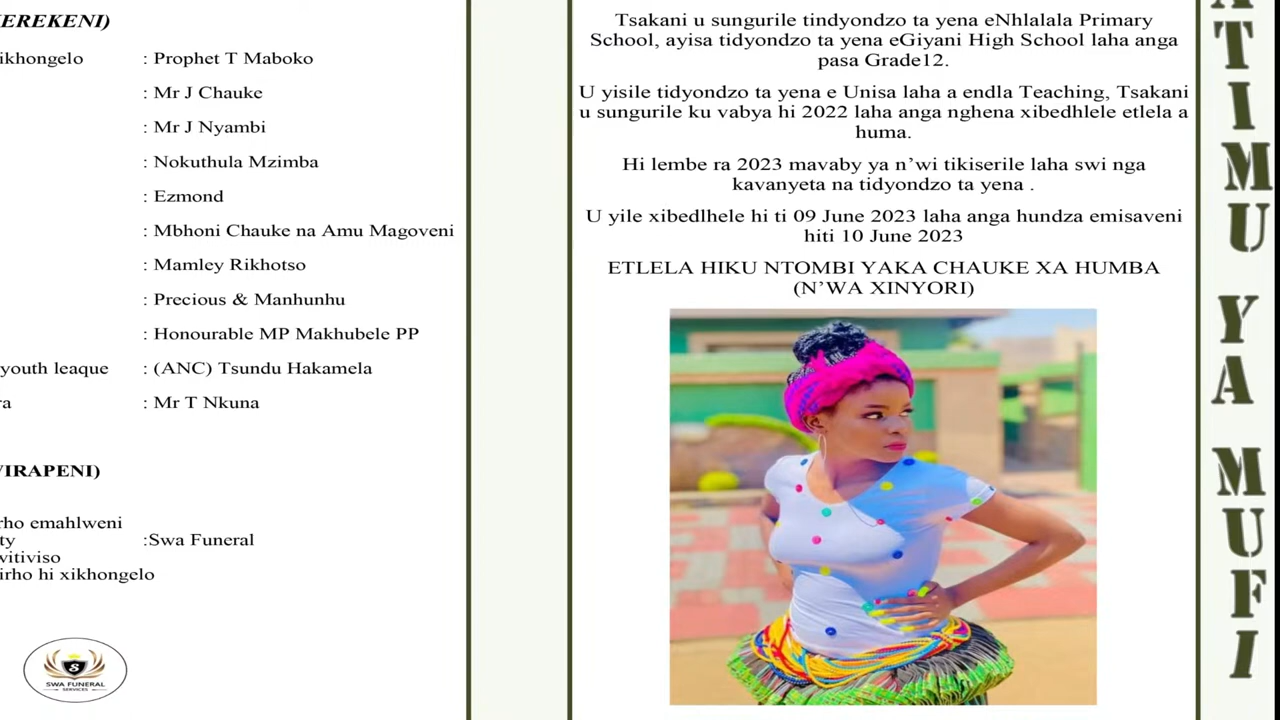 EREKENI)
ikhongelo : Prophet T Maboko
: Mr J Chauke
: Mr J Nyambi
: Nokuthula Mzimba
: Ezmond
: Mbhoni Chauke na Amu Magoveni
: Mamley Rikhotso
: Precious & Manhunhu
: Honourable MP Makhubele PP
youth leaque : (ANC) Tsundu Hakamela
ra : Mr T Nkuna
IRAPENI)
rho emahlweni
ty :Swa Funeral
vitiviso
irho hi xikhongelo
S
SWA FUNERAL
SERVICES
Tsakani u sungurile tindyondzo ta yena eNhlalala Primary
School, ayisa tidyondzo ta yena eGiyani High School laha anga
pasa Grade12.
U yisile tidyondzo ta yena e Unisa laha a endla Teaching, Tsakani
u sungurile ku vabya hi 2022 laha anga nghena xibedhlele etlela a
huma.
Hi lembe ra 2023 mavaby ya n’wi tikiserile laha swi nga
kavanyeta na tidyondzo ta yena .
U yile xibedlhele hi ti 09 June 2023 laha anga hundza emisaveni
hiti 10 June 2023
ETLELA HIKU NTOMBI YAKA CHAUKE XA HUMBA
(N’WA XINYORI)
ATIMU YA MUFI